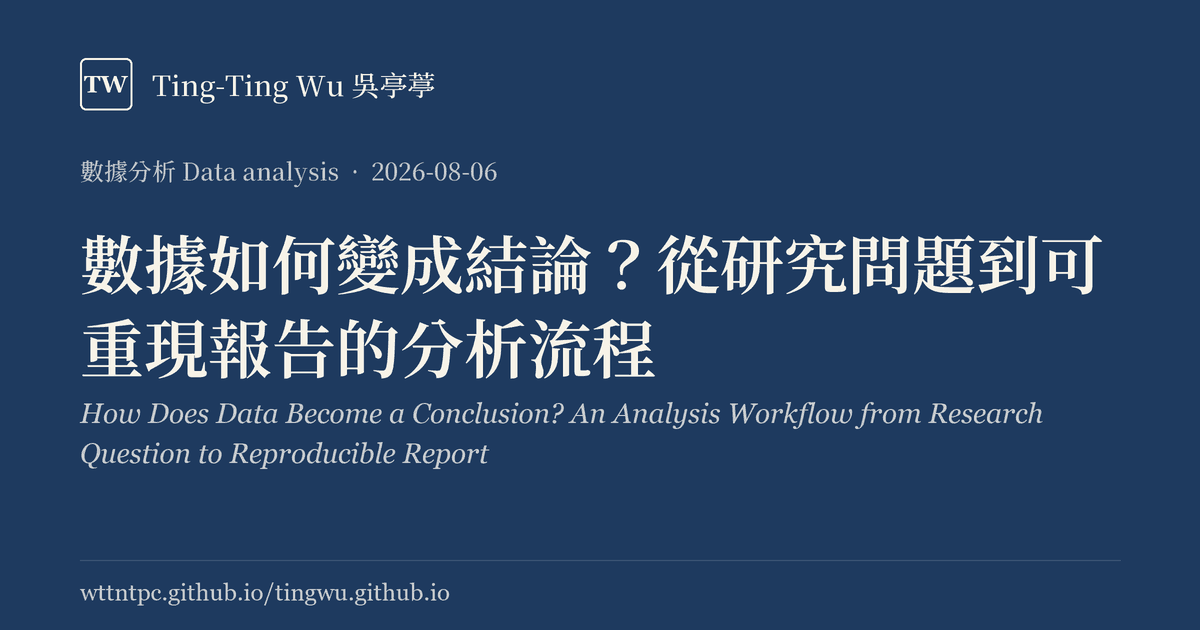 TW
Ting-Ting Wu 吳亭葶
數據分析 Data analysis · 2026-08-06
數據如何變成結論？從研究問題到可
重現報告的分析流程
How Does Data Become a Conclusion? An Analysis Workflow from Research
Question to Reproducible Report
wttntpc.github.io/tingwu.github.io